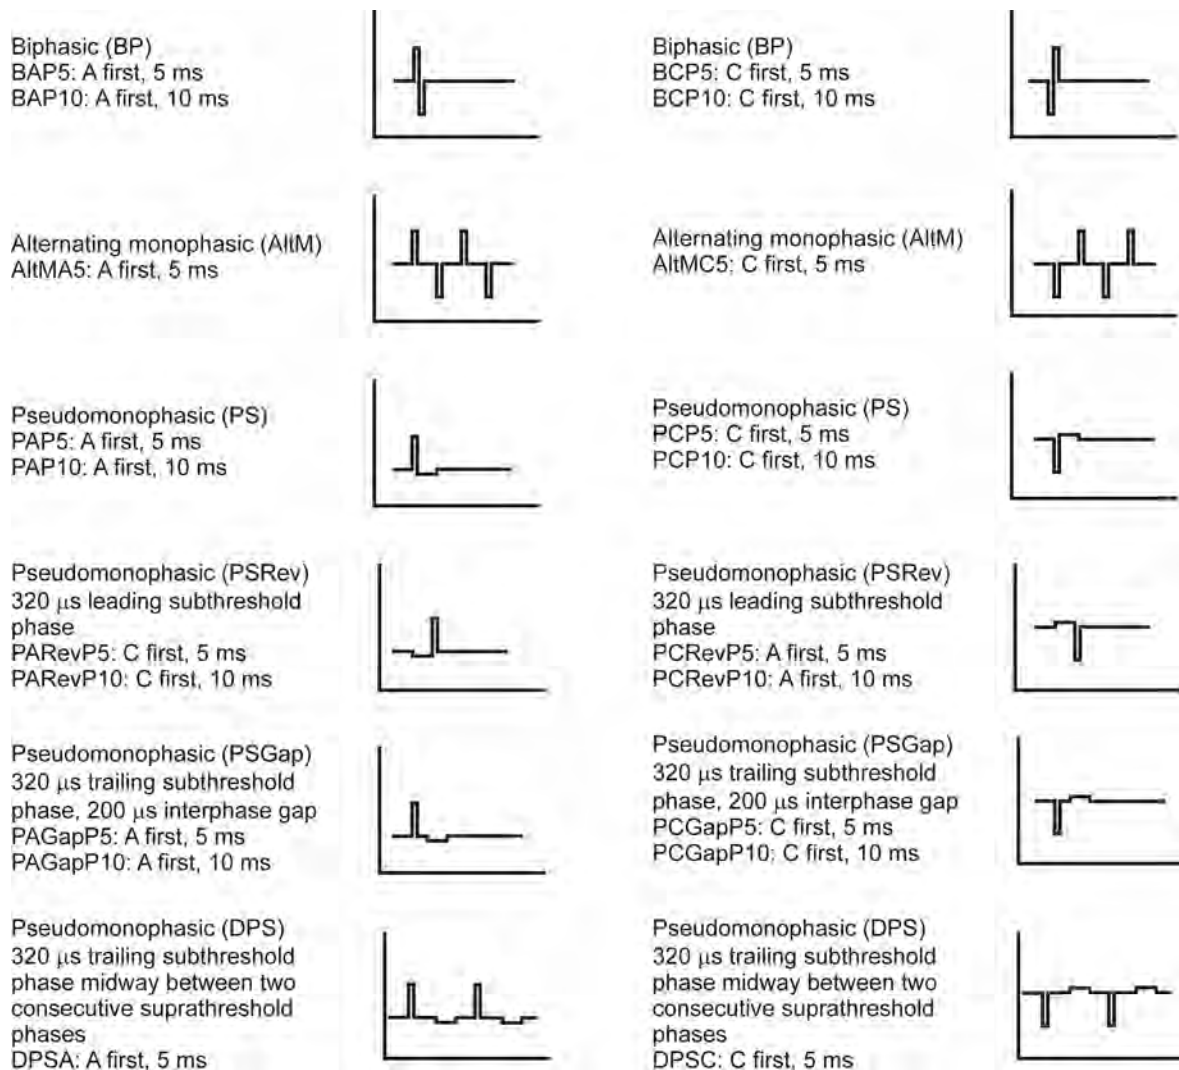 Biphasic (BP)
BAP5: A first, 5 ms
BAP10: A first, 10 ms
Biphasic (BP)
BCP5: C first, 5 ms
BCP10: C first, 10 ms
Alternating monophasic (AltM)
AltMA5: A first, 5 ms
Alternating monophasic (AltM)
AltMC5: C first, 5 ms
Pseudomonophasic (PS)
PAP5: A first, 5 ms
PAP10: A first, 10 ms
Pseudomonophasic (PS)
PCP5: C first, 5 ms
PCP10: C first, 10 ms
Pseudomonophasic (PSRev)
320 μs leading subthreshold
phase
PARevP5: C first, 5 ms
PARevP10: C first, 10 ms
Pseudomonophasic (PSRev)
320 μs leading subthreshold
phase
PCRevP5: A first, 5 ms
PCRevP10: A first, 10 ms
Pseudomonophasic (PSGap)
320 μs trailing subthreshold
phase, 200 μs interphase gap
PAGapP5: A first, 5 ms
PAGapP10: A first, 10 ms
Pseudomonophasic (PSGap)
320 μs trailing subthreshold
phase, 200 μs interphase gap
PCGapP5: C first, 5 ms
PCGapP10: C first, 10 ms
Pseudomonophasic (DPS)
320 μs trailing subthreshold
phase midway between two
consecutive suprathreshold
phases
DPSA: A first, 5 ms
Pseudomonophasic (DPS)
320 μs trailing subthreshold
phase midway between two
consecutive suprathreshold
phases
DPSC: C first, 5 ms